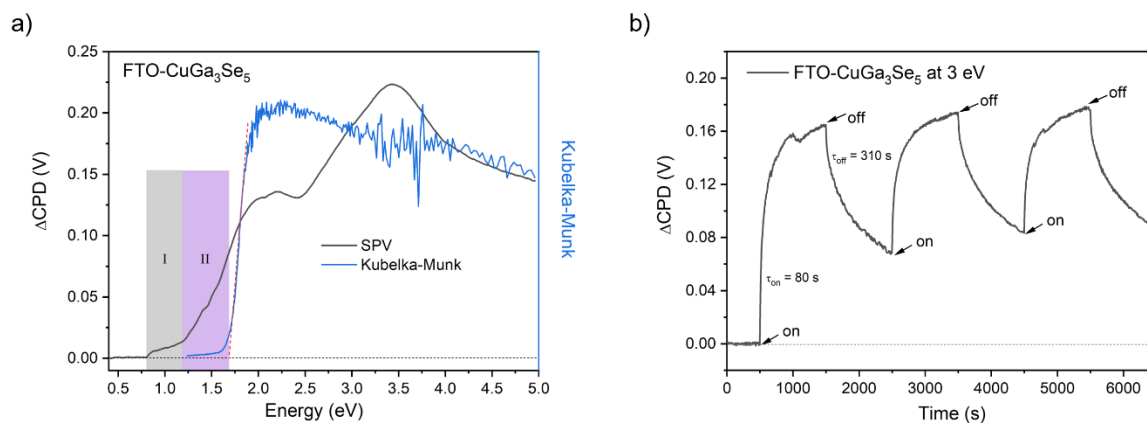 a)
FTO-CuGa₃Se₅
I
II
SPV
Kubelka-Munk
ΔCPD (V)
0.25
0.20
0.15
0.10
0.05
0.00
0.5 1.0 1.5 2.0 2.5 3.0 3.5 4.0 4.5 5.0
Energy (eV)
Kubelka-Munk
b)
FTO-CuGa₃Se₅ at 3 eV
off
off
off
τoff = 310 s
on
on
τon = 80 s
on
ΔCPD (V)
0.20
0.16
0.12
0.08
0.04
0.00
0 1000 2000 3000 4000 5000 6000
Time (s)